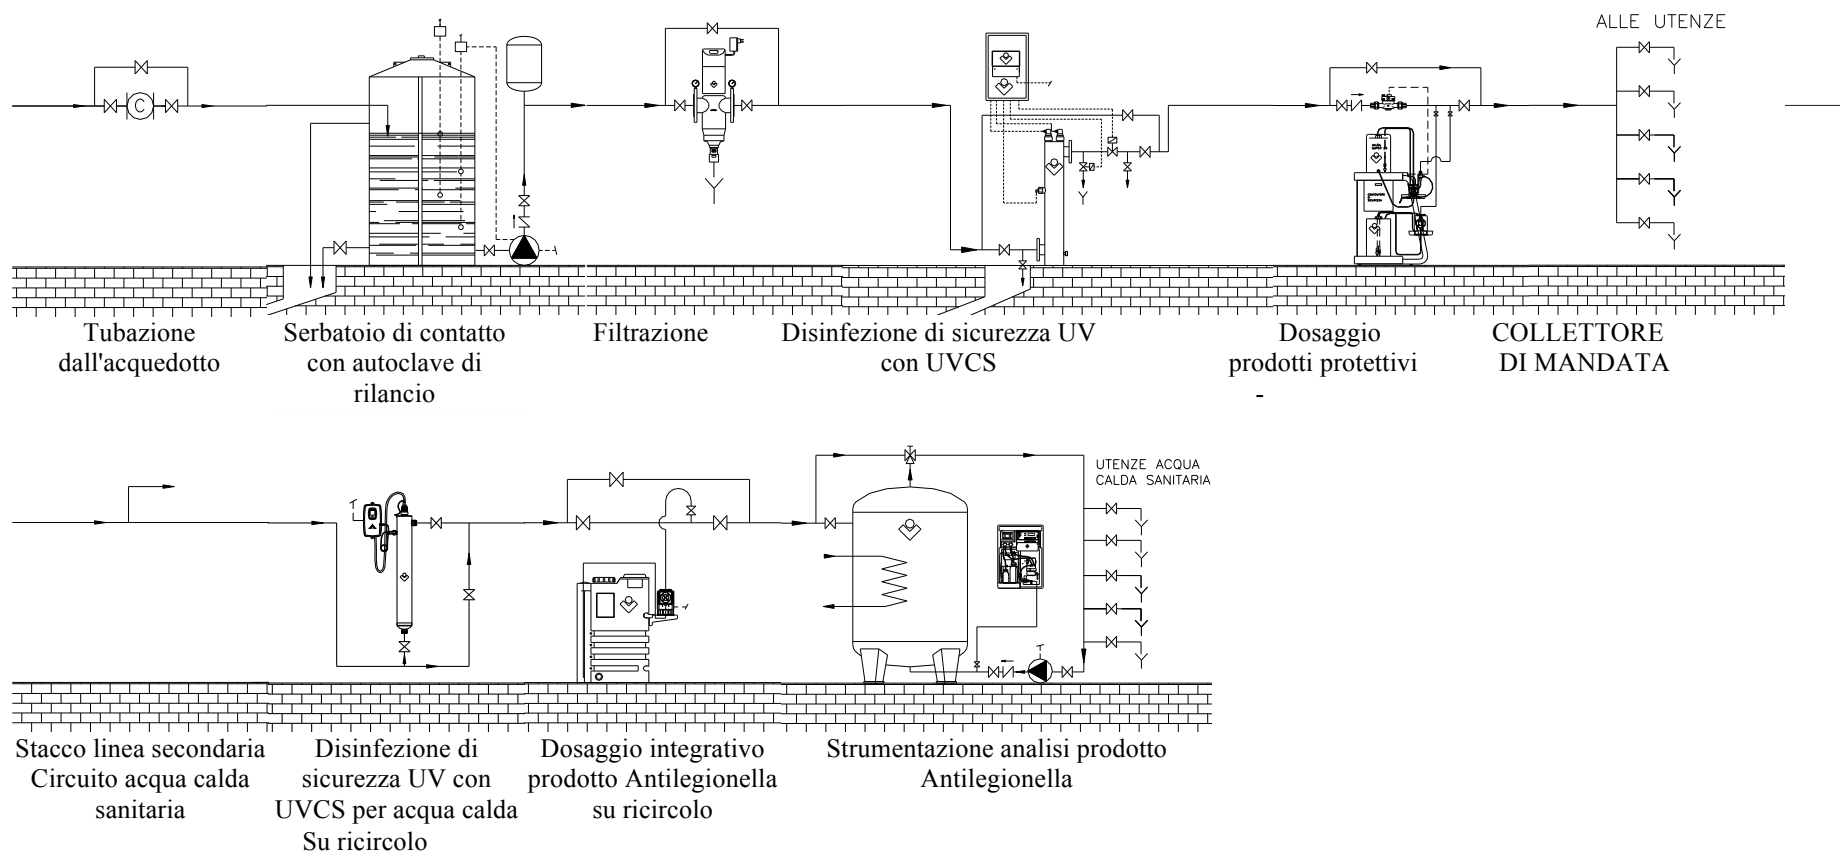 ALLE UTENZE
C
Tubazione
dall'acquedotto
Serbatoio di contatto
con autoclave di
rilancio
Filtrazione
Disinfezione di sicurezza UV
con UVCS
Dosaggio
prodotti protettivi
-
COLLETTORE
DI MANDATA
UTENZE ACQUA
CALDA SANITARIA
Stacco linea secondaria
Circuito acqua calda
sanitaria
Disinfezione di
sicurezza UV con
UVCS per acqua calda
Su ricircolo
Dosaggio integrativo
prodotto Antilegionella
su ricircolo
Strumentazione analisi prodotto
Antilegionella